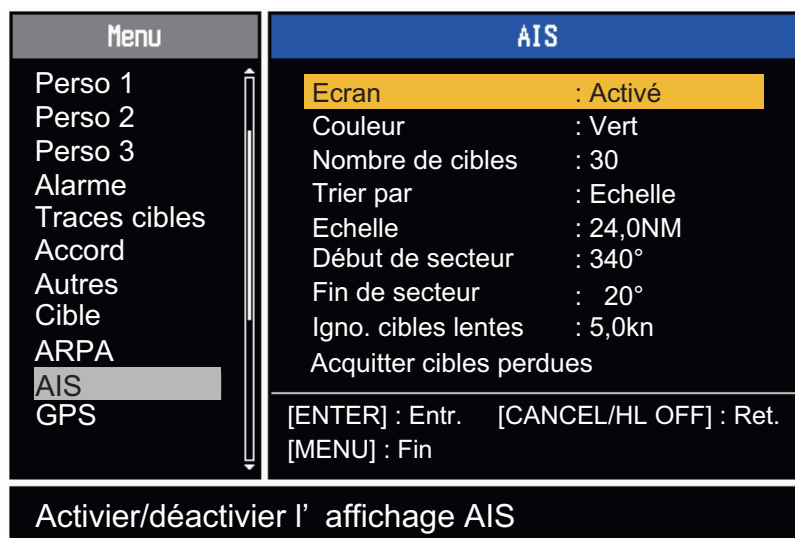 Menu
Perso 1
Perso 2
Perso 3
Alarme
Traces cibles
Accord
Autres
Cible
ARPA
AIS
GPS
AIS
Ecran : Activé
Couleur : Vert
Nombre de cibles : 30
Trier par : Echelle
Echelle : 24,0NM
Début de secteur : 340°
Fin de secteur : 20°
Igno. cibles lentes : 5,0kn
Acquitter cibles perdues
[ENTER] : Entr. [CANCEL/HL OFF] : Ret.
[MENU] : Fin
Activier/déactivier l’ affichage AIS